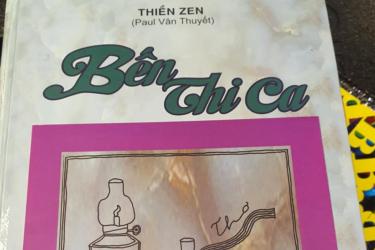 THIỀN ZEN
(Paul Văn Thuyết)
Bến
Thi Ca
Thơ